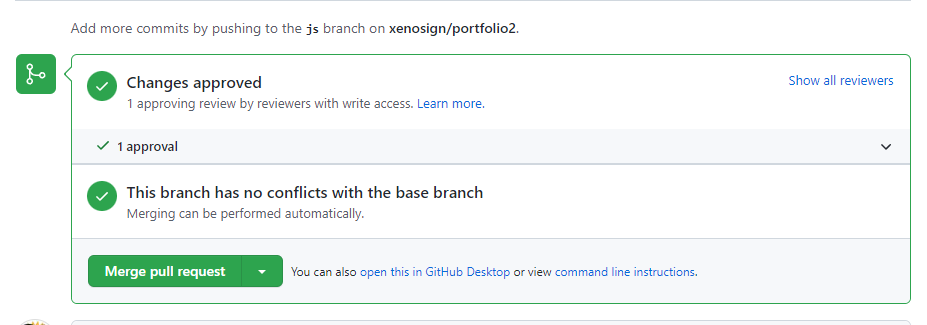 Add more commits by pushing to the js branch on xenosign/portfolio2.
Changes approved
Show all reviewers
1 approving review by reviewers with write access. Learn more.
1 approval
This branch has no conflicts with the base branch
Merging can be performed automatically.
Merge pull request
You can also open this in GitHub Desktop or view command line instructions.